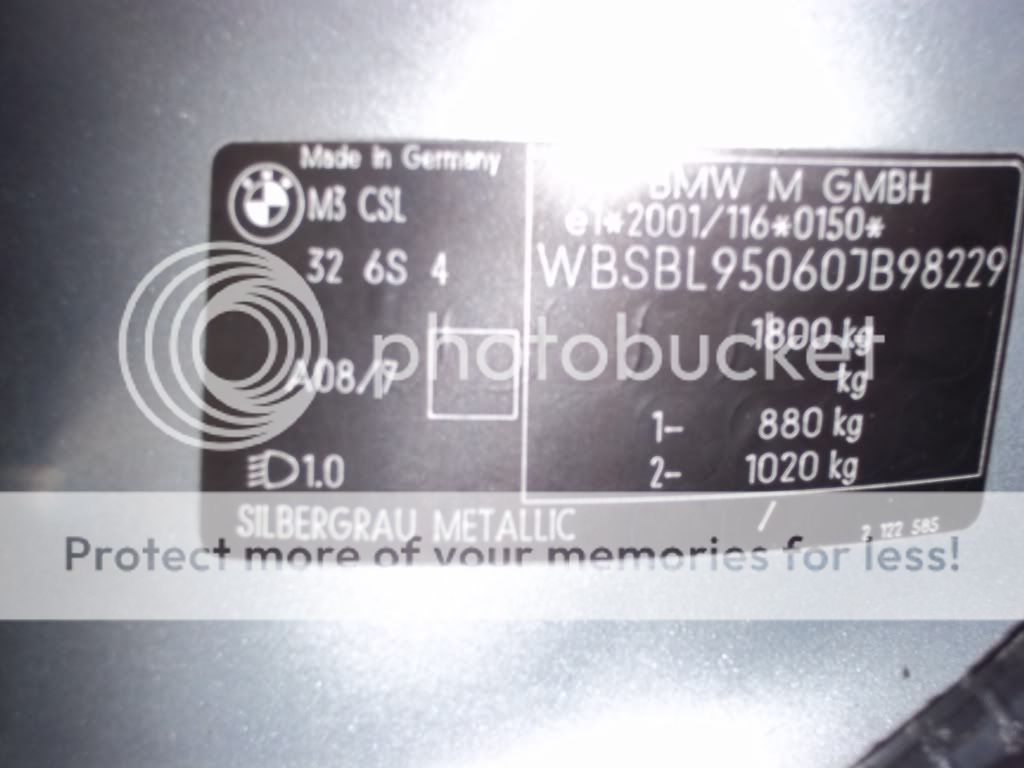 Made In Germany
M3 CSL
32 6S 4
A08/17
1.0
SILBERGRAU METALLIC
BMW M GMBH
e1*2001/116*0150*
WBSBL95060JB98229
1800 kg
kg
1- 880 kg
2- 1020 kg
/
2 122 585
photobucket
Protect more of your memories for less!